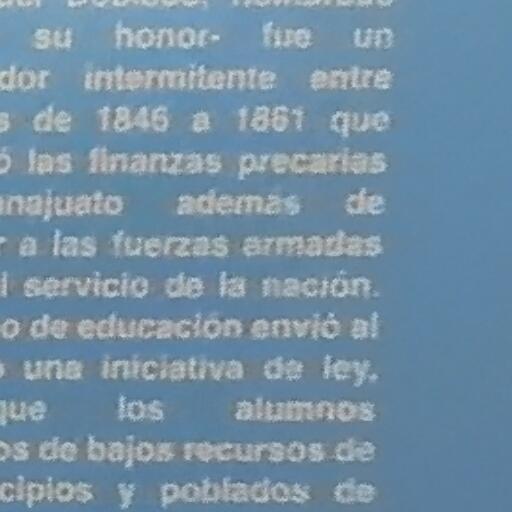 su honor- fue un
dor intermitente entre
s de 1846 a 1861 que
ó las finanzas precarias
anajuato además de
r a las fuerzas armadas
l servicio de la nación.
o de educación envió al
o una iniciativa de ley,
que los alumnos
os de bajos recursos de
cipios y poblados de